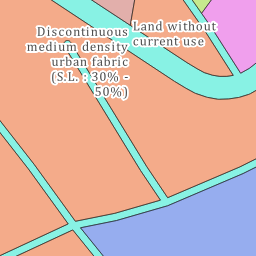 Discontinuous
medium density
urban fabric
(S.L. : 30% -
50%)
Land without
current use